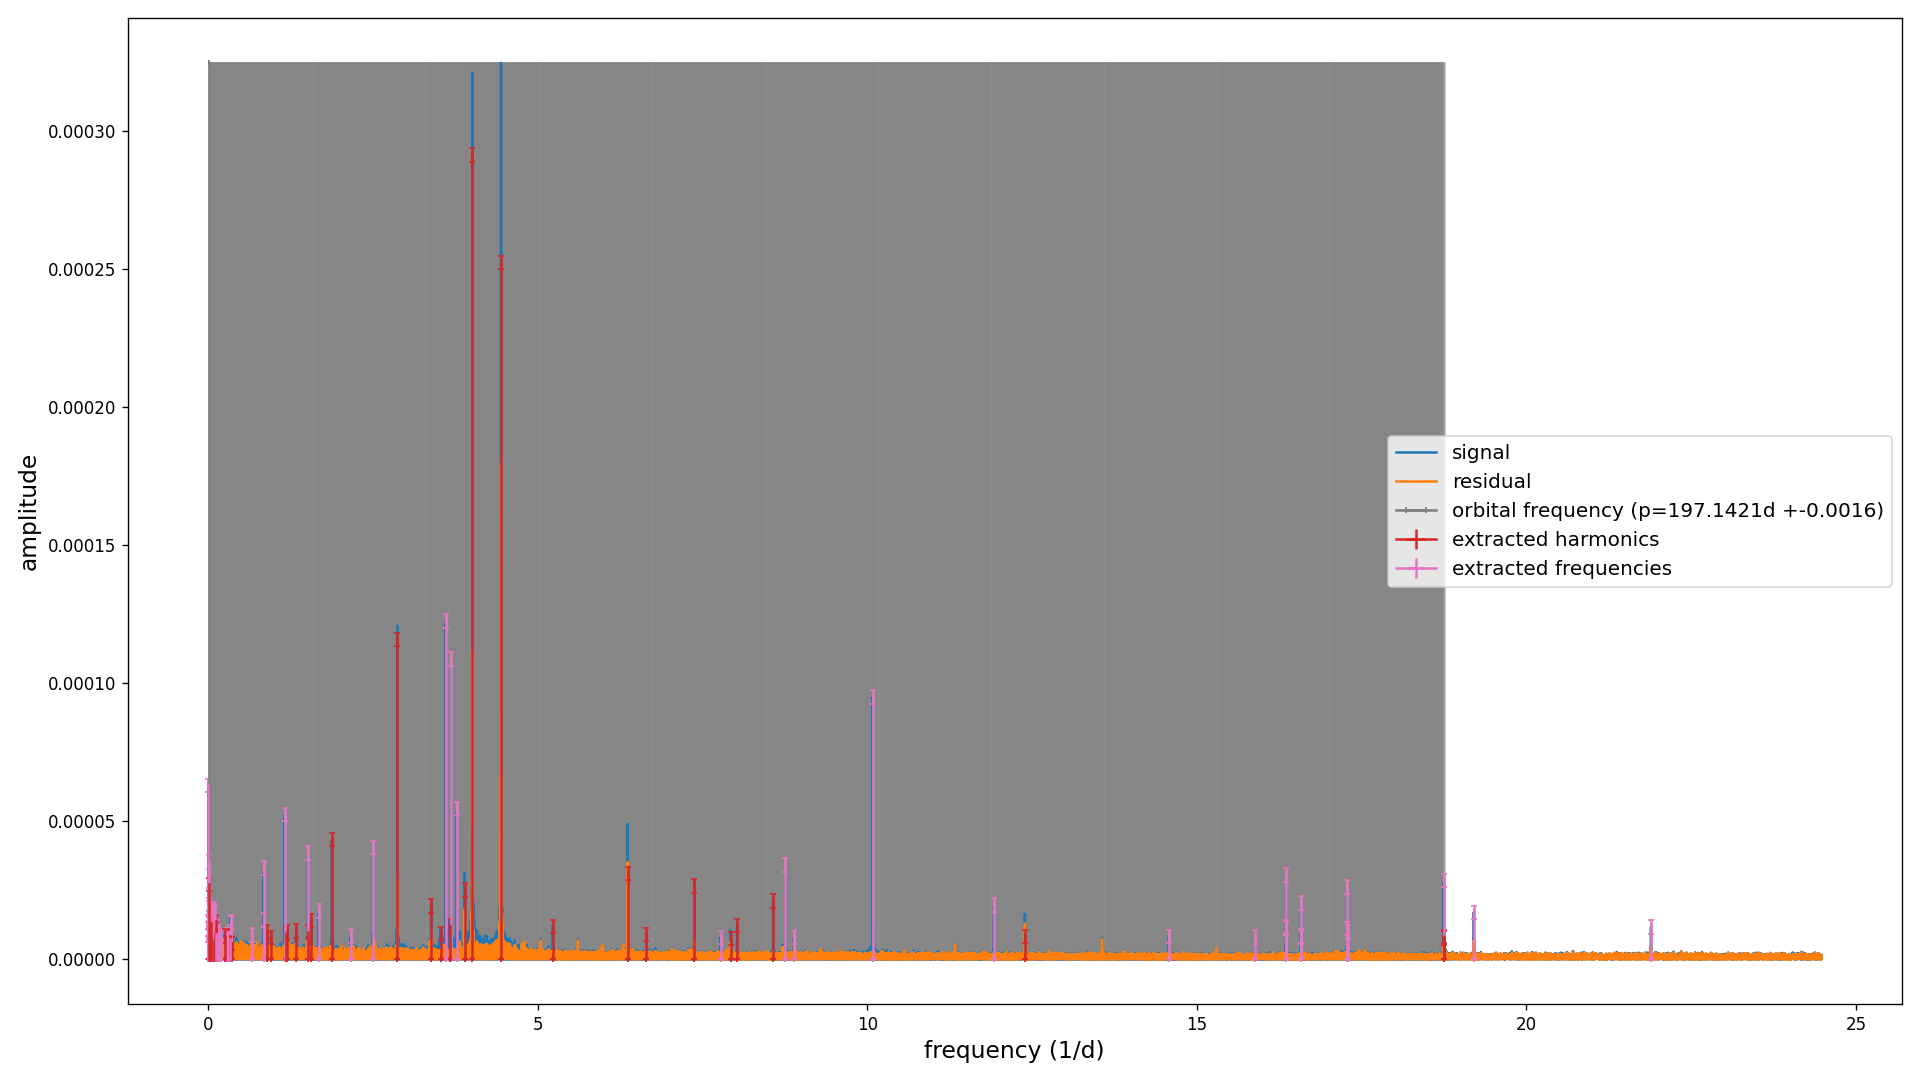 0.00030
0.00025
0.00020
0.00015
0.00010
0.00005
0.00000
amplitude
signal
residual
orbital frequency (p=197.1421d +-0.0016)
extracted harmonics
extracted frequencies
0 5 10 15 20 25
frequency (1/d)